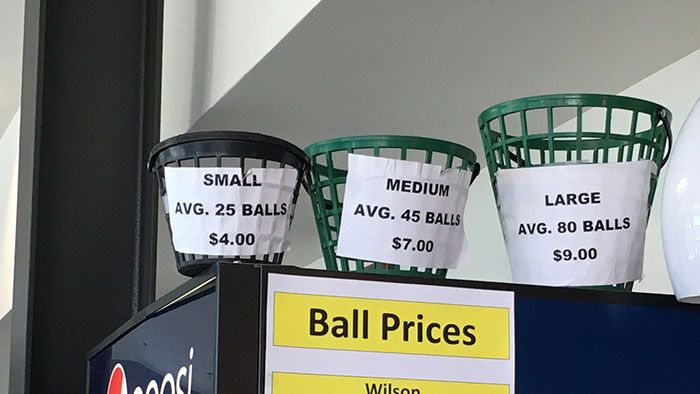 SMALL
AVG. 25 BALLS
$4.00
MEDIUM
AVG. 45 BALLS
$7.00
LARGE
AVG. 80 BALLS
$9.00
Ball Prices
Wilson
pepsi